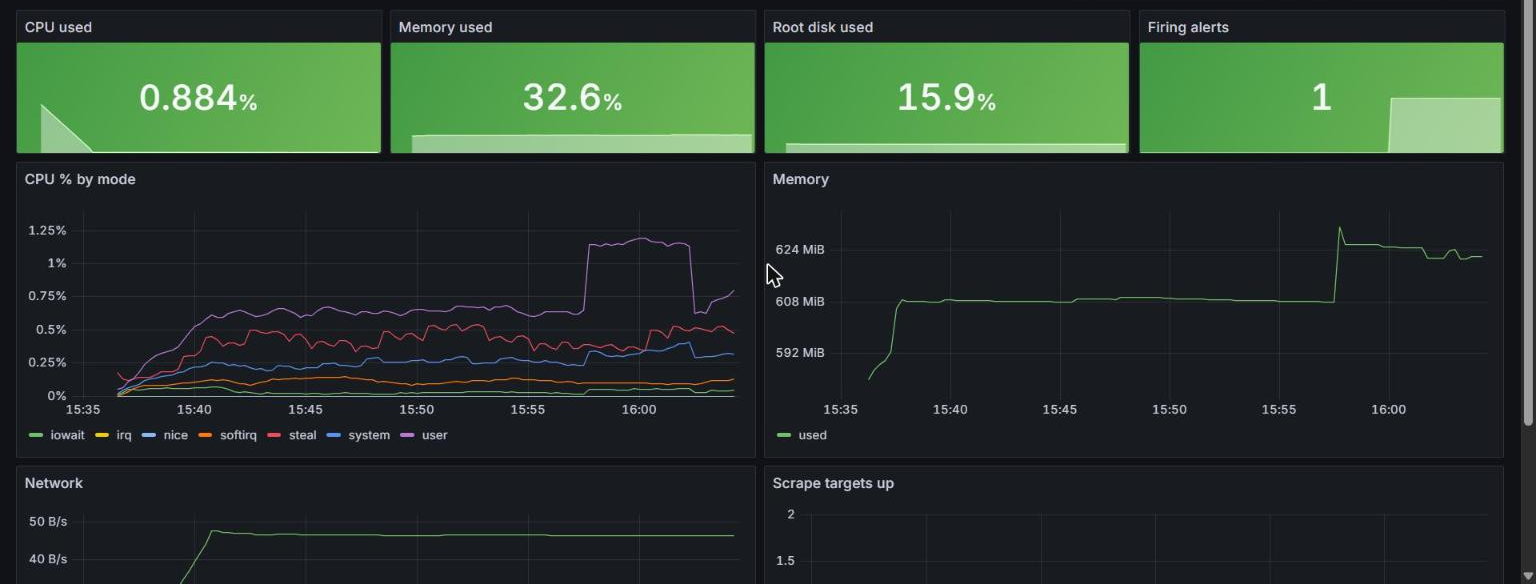 CPU used
Memory used
Root disk used
Firing alerts
0.884%
32.6%
15.9%
1
CPU % by mode
1.25%
1%
0.75%
0.5%
0.25%
0%
15:35 15:40 15:45 15:50 15:55 16:00
iowait irq nice softirq steal system user
Memory
624 MiB
608 MiB
592 MiB
15:35 15:40 15:45 15:50 15:55 16:00
used
Network
50 B/s
40 B/s
Scrape targets up
2
1.5